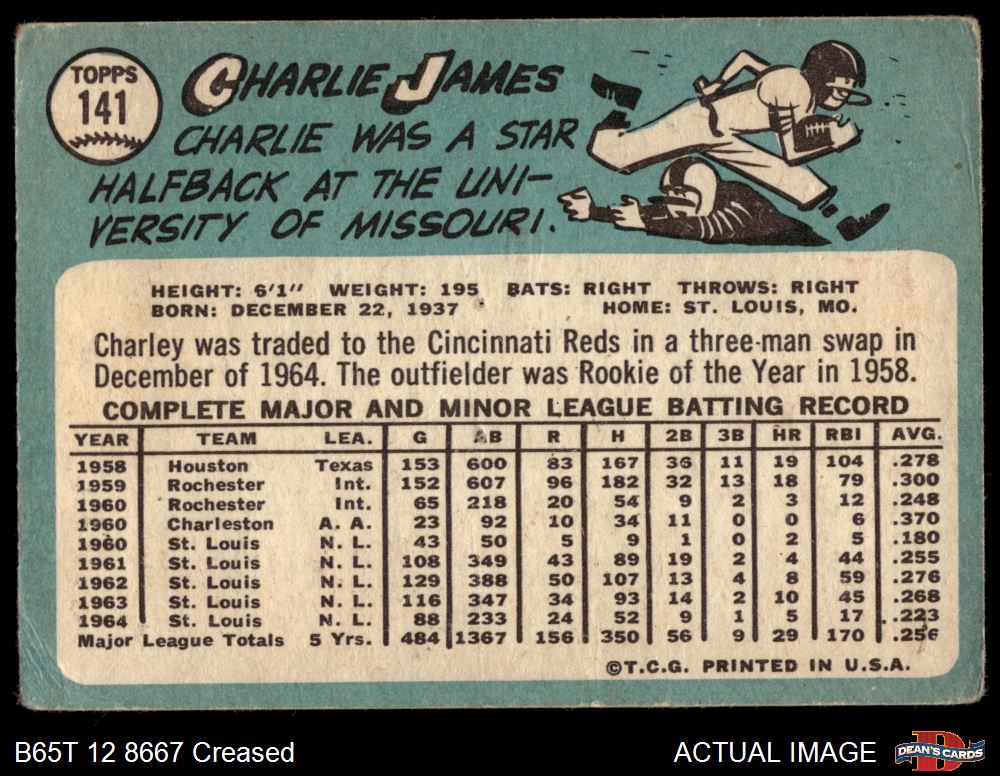 TOPPS
141
CHARLIE JAMES
CHARLIE WAS A STAR
HALFBACK AT THE UNI-
VERSITY OF MISSOURI.
HEIGHT: 6'1" WEIGHT: 195 BATS: RIGHT THROWS: RIGHT
BORN: DECEMBER 22, 1937 HOME: ST. LOUIS, MO.
Charley was traded to the Cincinnati Reds in a three-man swap in
December of 1964. The outfielder was Rookie of the Year in 1958.
COMPLETE MAJOR AND MINOR LEAGUE BATTING RECORD
YEAR TEAM LEA. G AB R H 2B 3B HR RBI AVG.
1958 Houston Texas 153 600 83 167 36 11 19 104 .278
1959 Rochester Int. 152 607 96 182 32 13 18 79 .300
1960 Rochester Int. 65 218 20 54 9 2 3 12 .248
1960 Charleston A. A. 23 92 10 34 11 0 0 6 .370
1960 St. Louis N. L. 43 50 5 9 1 0 2 5 .180
1961 St. Louis N. L. 108 349 43 89 19 2 4 44 .255
1962 St. Louis N. L. 129 388 50 107 13 4 8 59 .276
1963 St. Louis N. L. 116 347 34 93 14 2 10 45 .268
1964 St. Louis N. L. 88 233 24 52 9 1 5 17 .223
Major League Totals 5 Yrs. 484 1367 156 350 56 9 29 170 .256
©T.C.G. PRINTED IN U.S.A.
B65T 12 8667 Creased
ACTUAL IMAGE
D
DEAN'S CARDS